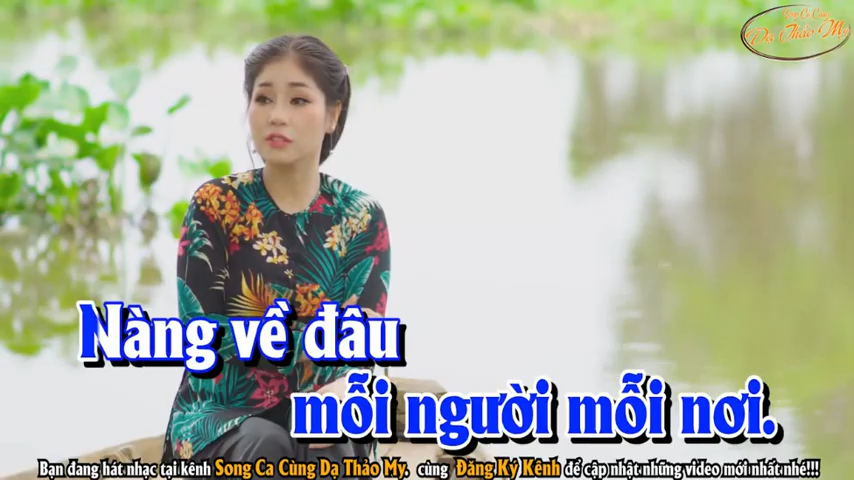 Song Ca Cùng
Dạ Thảo My
Nàng về đâu
mỗi người mỗi nơi.
Bạn đang hát nhạc tại kênh Song Ca Cùng Dạ Thảo My, cùng Đăng Ký Kênh để cập nhật những video mới nhất nhé!!!